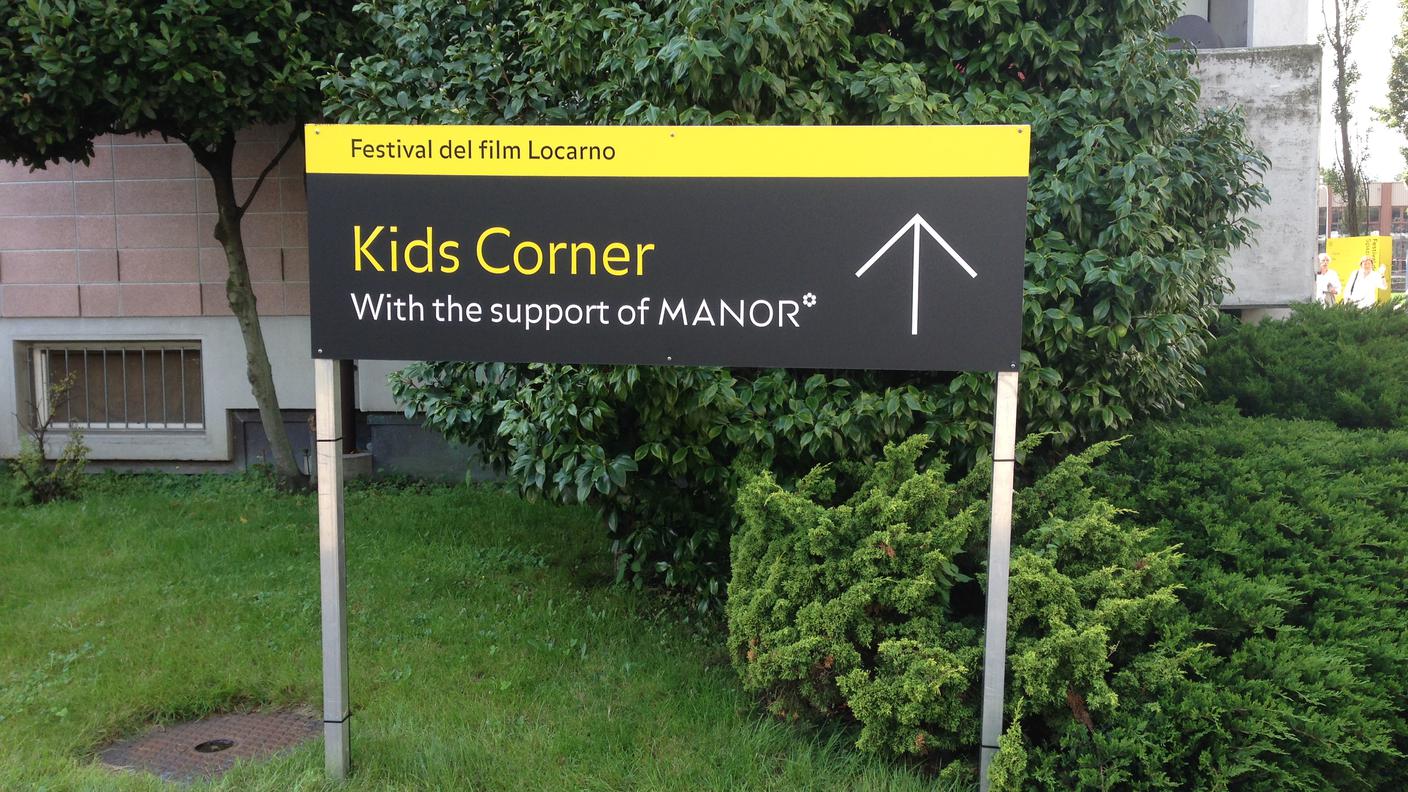 Festival del film Locarno
Kids Corner
With the support of MANOR